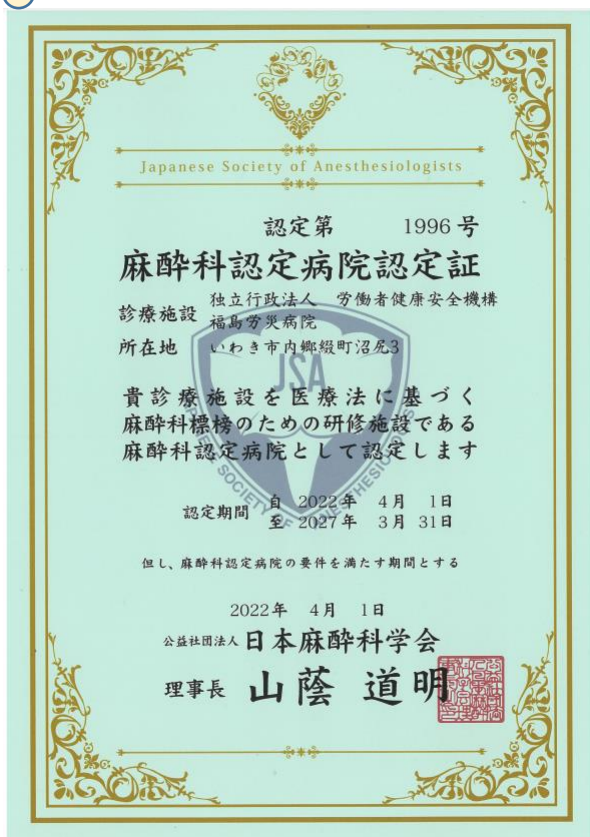 Japanese Society of Anesthesiologists
認定第 1996 号
麻酔科認定病院認定証
診療施設 独立行政法人 労働者健康安全機構
福島労災病院
所在地 いわき市内郷綴町沼尻3
JSA
貴診療施設を医療法に基づく
麻酔科標榜のための研修施設である
麻酔科認定病院として認定します
JAPANESE SOCIETY OF ANESTHESIOLOGISTS
認定期間 自 2022年 4月 1日
至 2027年 3月 31日
但し、麻酔科認定病院の要件を満たす期間とする
2022年 4月 1日
公益社団法人 日本麻酔科学会
理事長 山蔭 道明